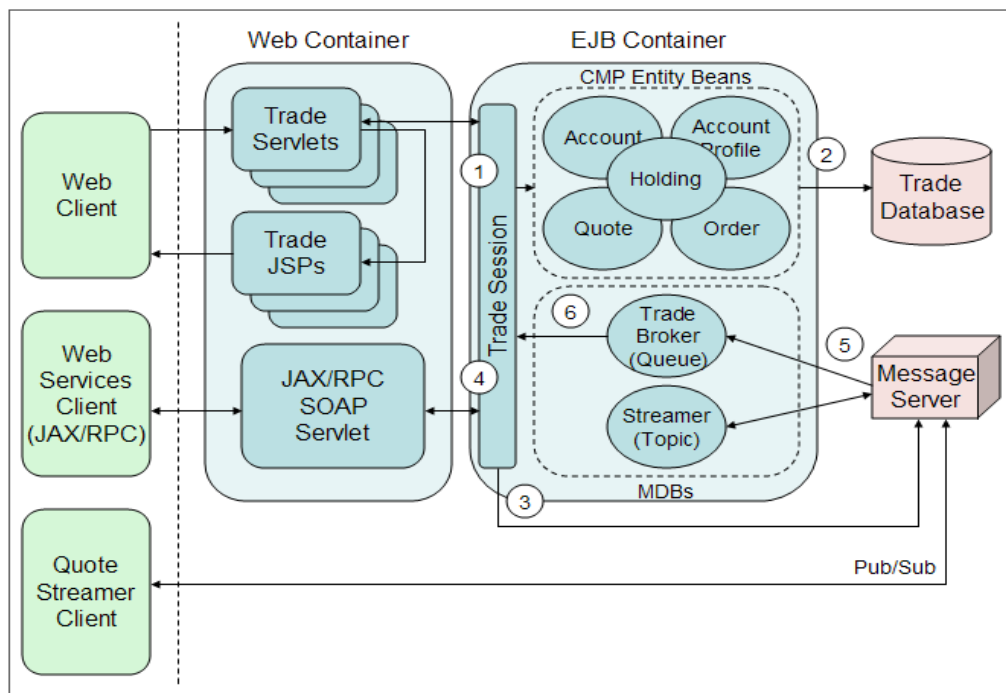 Web Container
EJB Container
CMP Entity Beans
Trade
Servlets
Account
Account
Profile
Web
Client
1
Holding
2
Trade
Database
Quote
Order
Trade
JSPs
Trade Session
6
Trade
Broker
(Queue)
5
Message
Server
Web
Services
Client
(JAX/RPC)
JAX/RPC
SOAP
Servlet
4
Streamer
(Topic)
MDBs
3
Quote
Streamer
Client
Pub/Sub